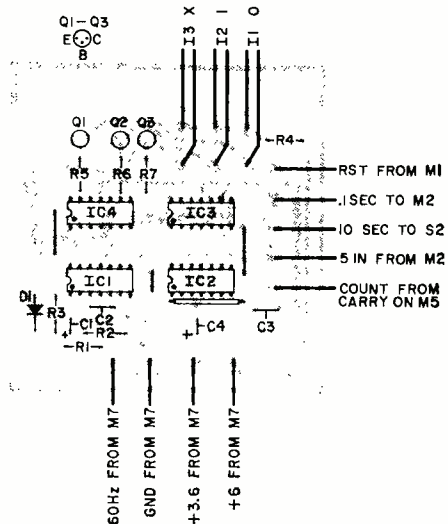 Q1-Q3
E C
B
I3 X
I2 1
I1 0
Q1 Q2 Q3
R4
R5 R6 R7
RST FROM M1
.1SEC TO M2
IC4 IC3
10 SEC TO S2
5 IN FROM M2
IC1 IC2
COUNT FROM
CARRY ON M5
D1
R3
+ C1 C2
R2
R1
+ C4
C3
60Hz FROM M7
GND FROM M7
+3.6 FROM M7
+6 FROM M7